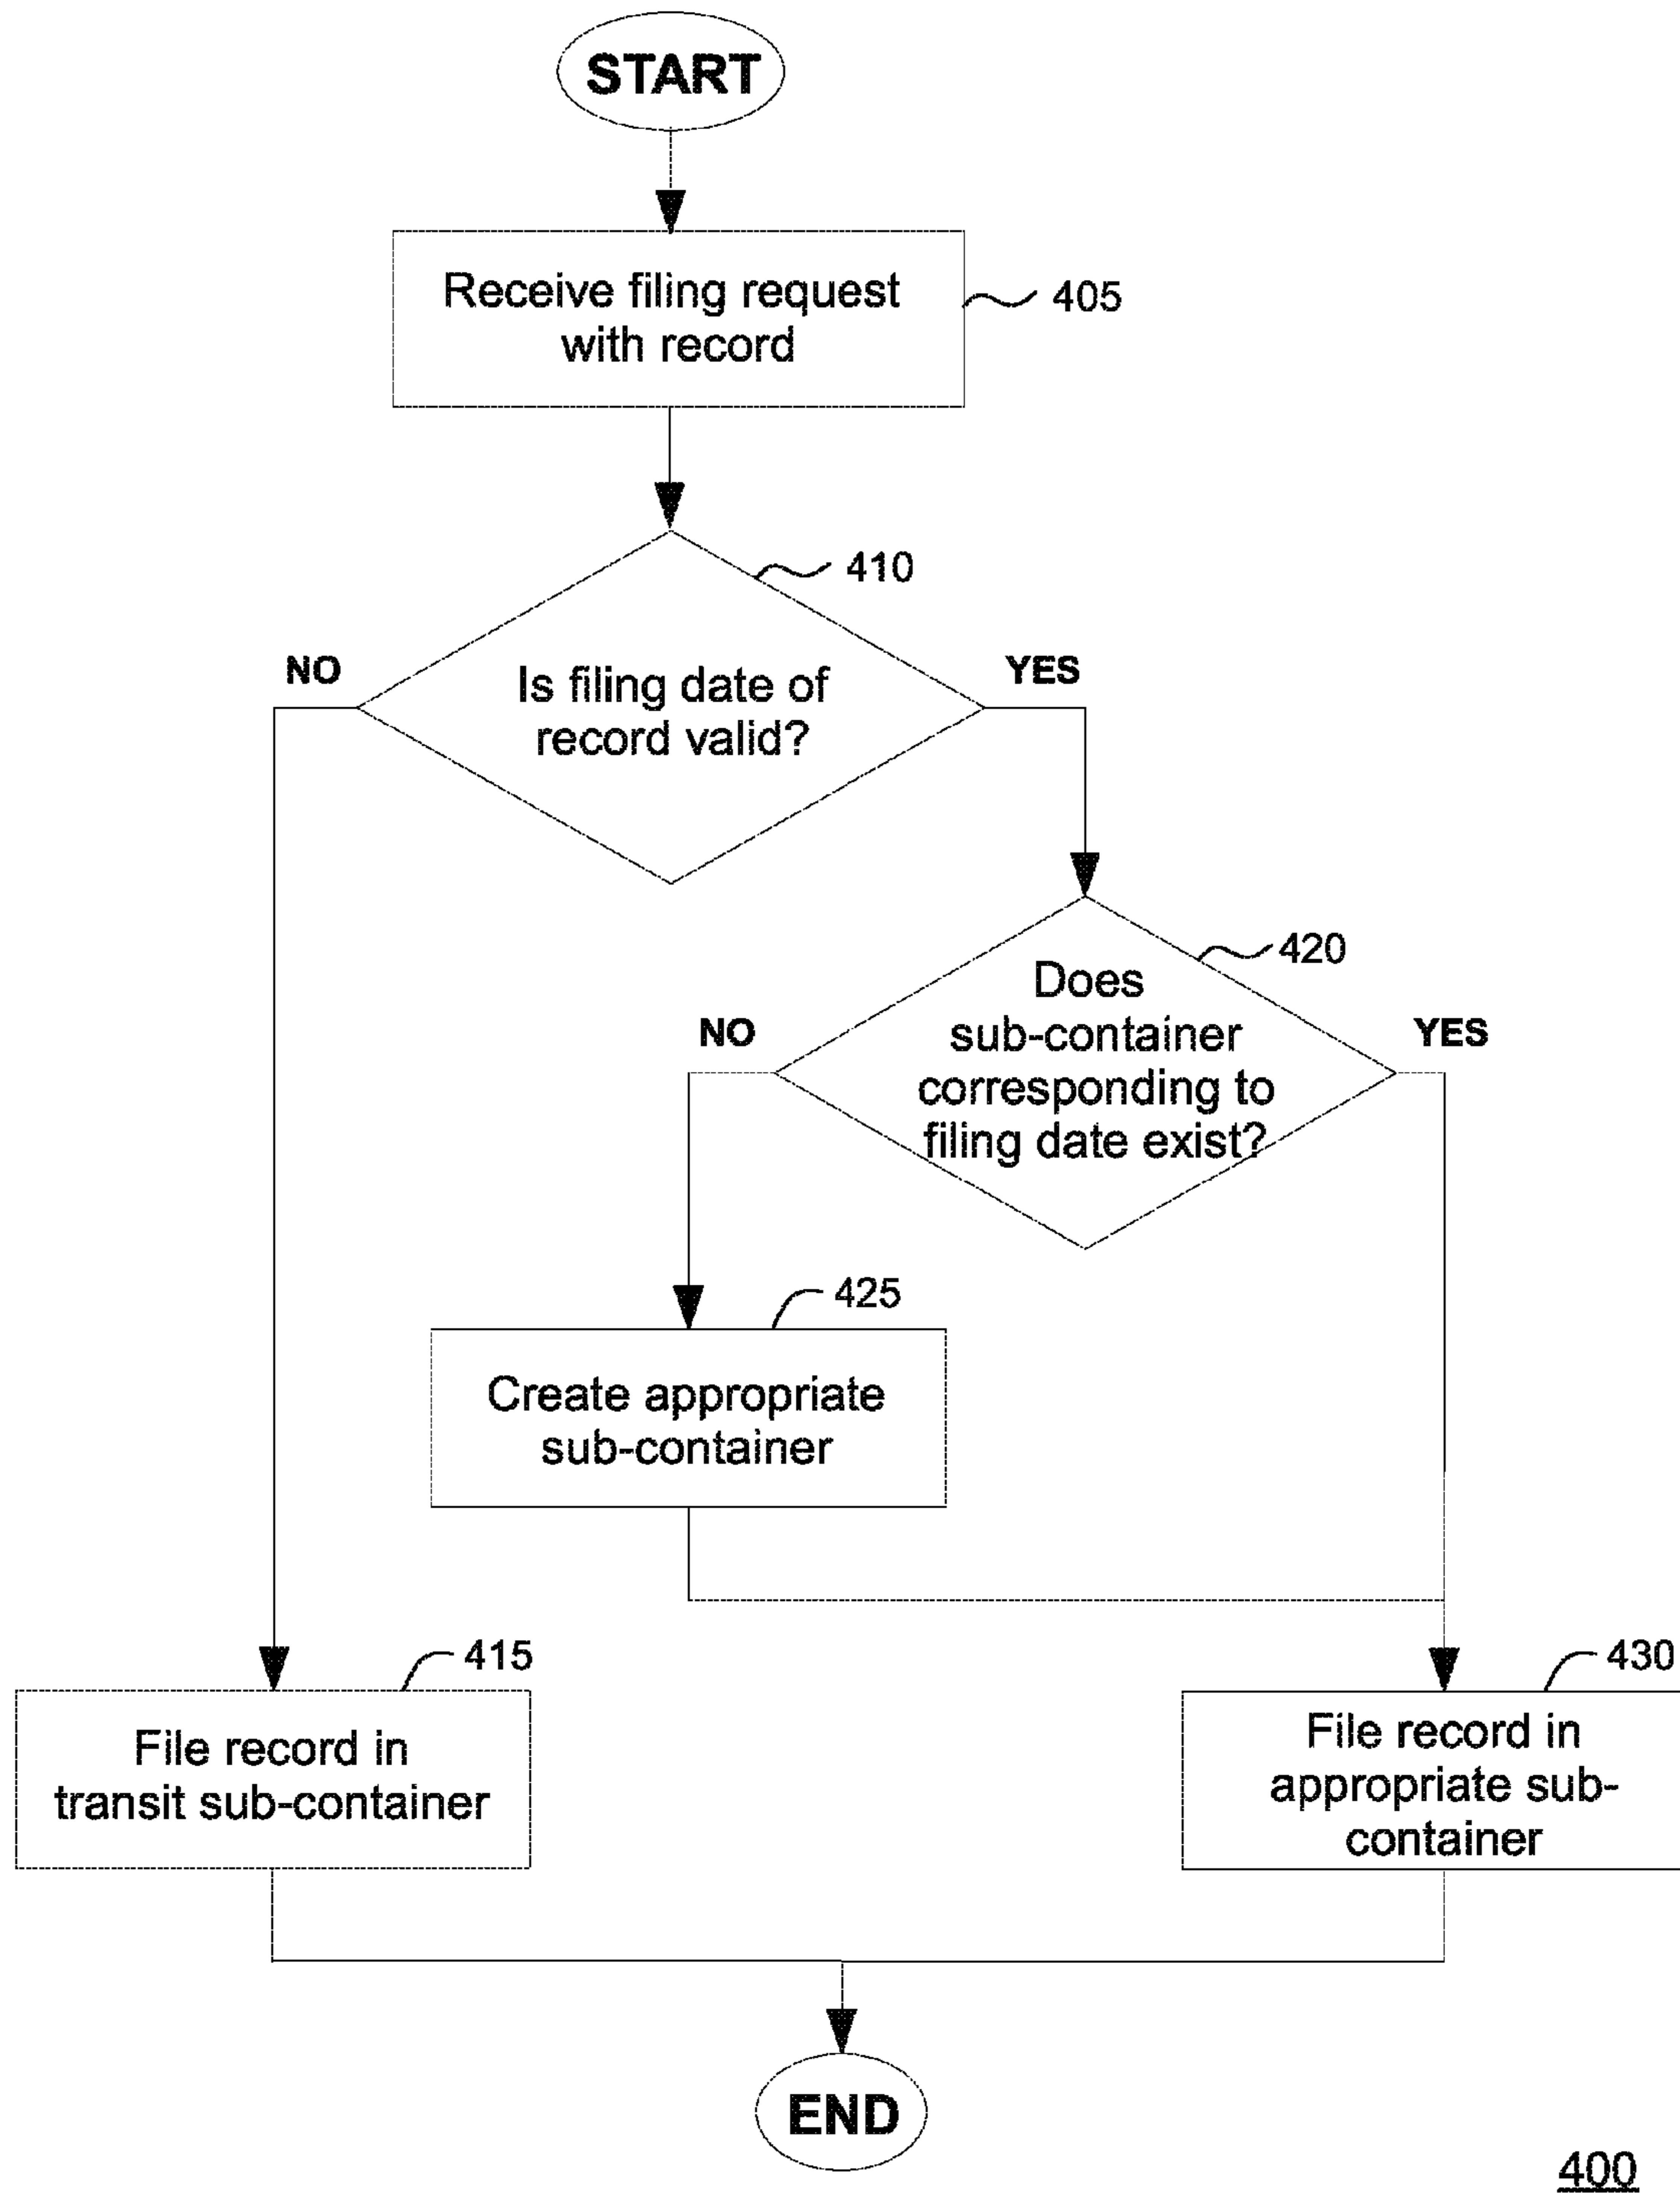 START
Receive filing request
with record
405
410
NO
YES
Is filing date of
record valid?
420
NO
YES
Does
sub-container
corresponding to
filing date exist?
425
Create appropriate
sub-container
415
430
File record in
transit sub-container
File record in
appropriate sub-
container
END
400